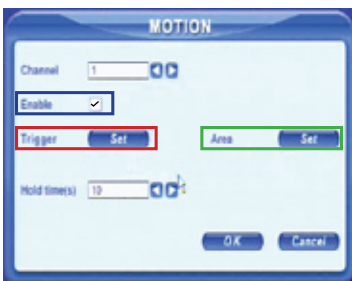 MOTION
Channel 1
Enable
Trigger Set Area Set
Hold time(s) 10
OK Cancel